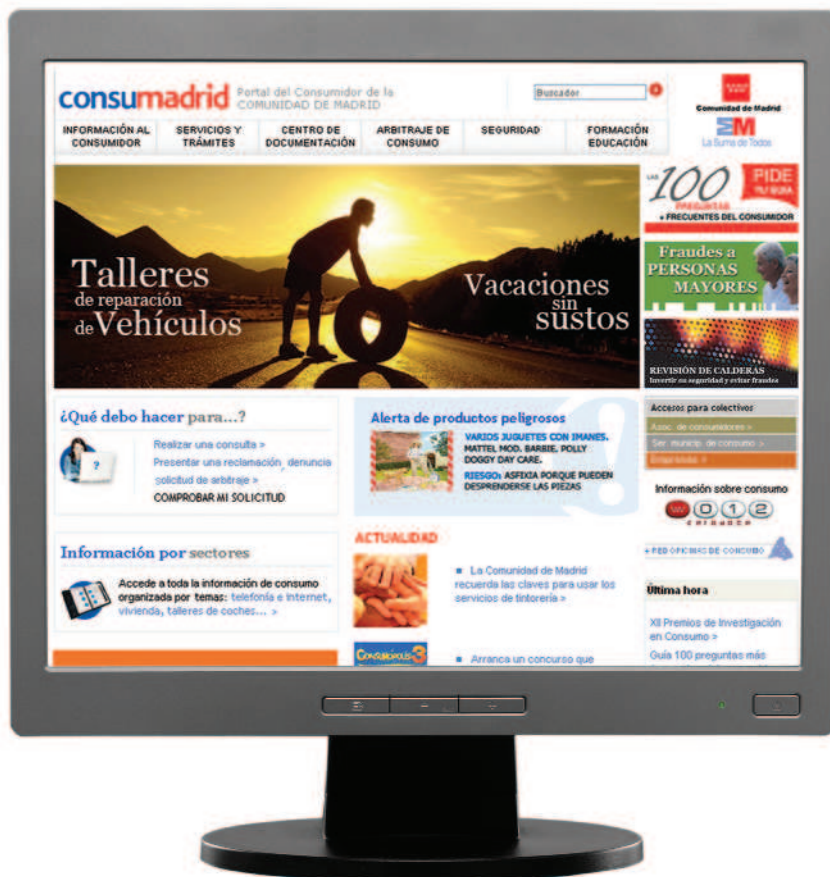 consumadrid Portal del Consumidor de la
COMUNIDAD DE MADRID
Buscador
Comunidad de Madrid
EM
La Suma de Todos
INFORMACIÓN AL
CONSUMIDOR
SERVICIOS Y
TRÁMITES
CENTRO DE
DOCUMENTACIÓN
ARBITRAJE DE
CONSUMO
SEGURIDAD
FORMACIÓN
EDUCACIÓN
Talleres
de reparación
de Vehículos
Vacaciones
sin
sustos
LAS 100
PREGUNTAS
+ FRECUENTES DEL CONSUMIDOR
PIDE
TU GUÍA
Fraudes a
PERSONAS
MAYORES
REVISIÓN DE CALDERAS
Invertir en seguridad y evitar fraudes
¿Qué debo hacer para...?
?
Realizar una consulta >
Presentar una reclamación, denuncia
solicitud de arbitraje >
COMPROBAR MI SOLICITUD
Alerta de productos peligrosos
VARIOS JUGUETES CON IMANES.
MATTEL MOD. BARBIE. POLLY
DOGGY DAY CARE.
RIESGO: ASFIXIA PORQUE PUEDEN
DESPRENDERSE LAS PIEZAS
Accesos para colectivos
Asoc. de consumidores >
Ser. municip. de consumo >
Empresas >
Información sobre consumo
012
+ RED OFICINAS DE CONSUMO
Información por sectores
Accede a toda la información de consumo
organizada por temas: telefonía e Internet,
vivienda, talleres de coches... >
ACTUALIDAD
La Comunidad de Madrid
recuerda las claves para usar los
servicios de tintorería >
CONSUMÓPOLIS 3
Arranca un concurso que
Última hora
XII Premios de Investigación
en Consumo >
Guía 100 preguntas más